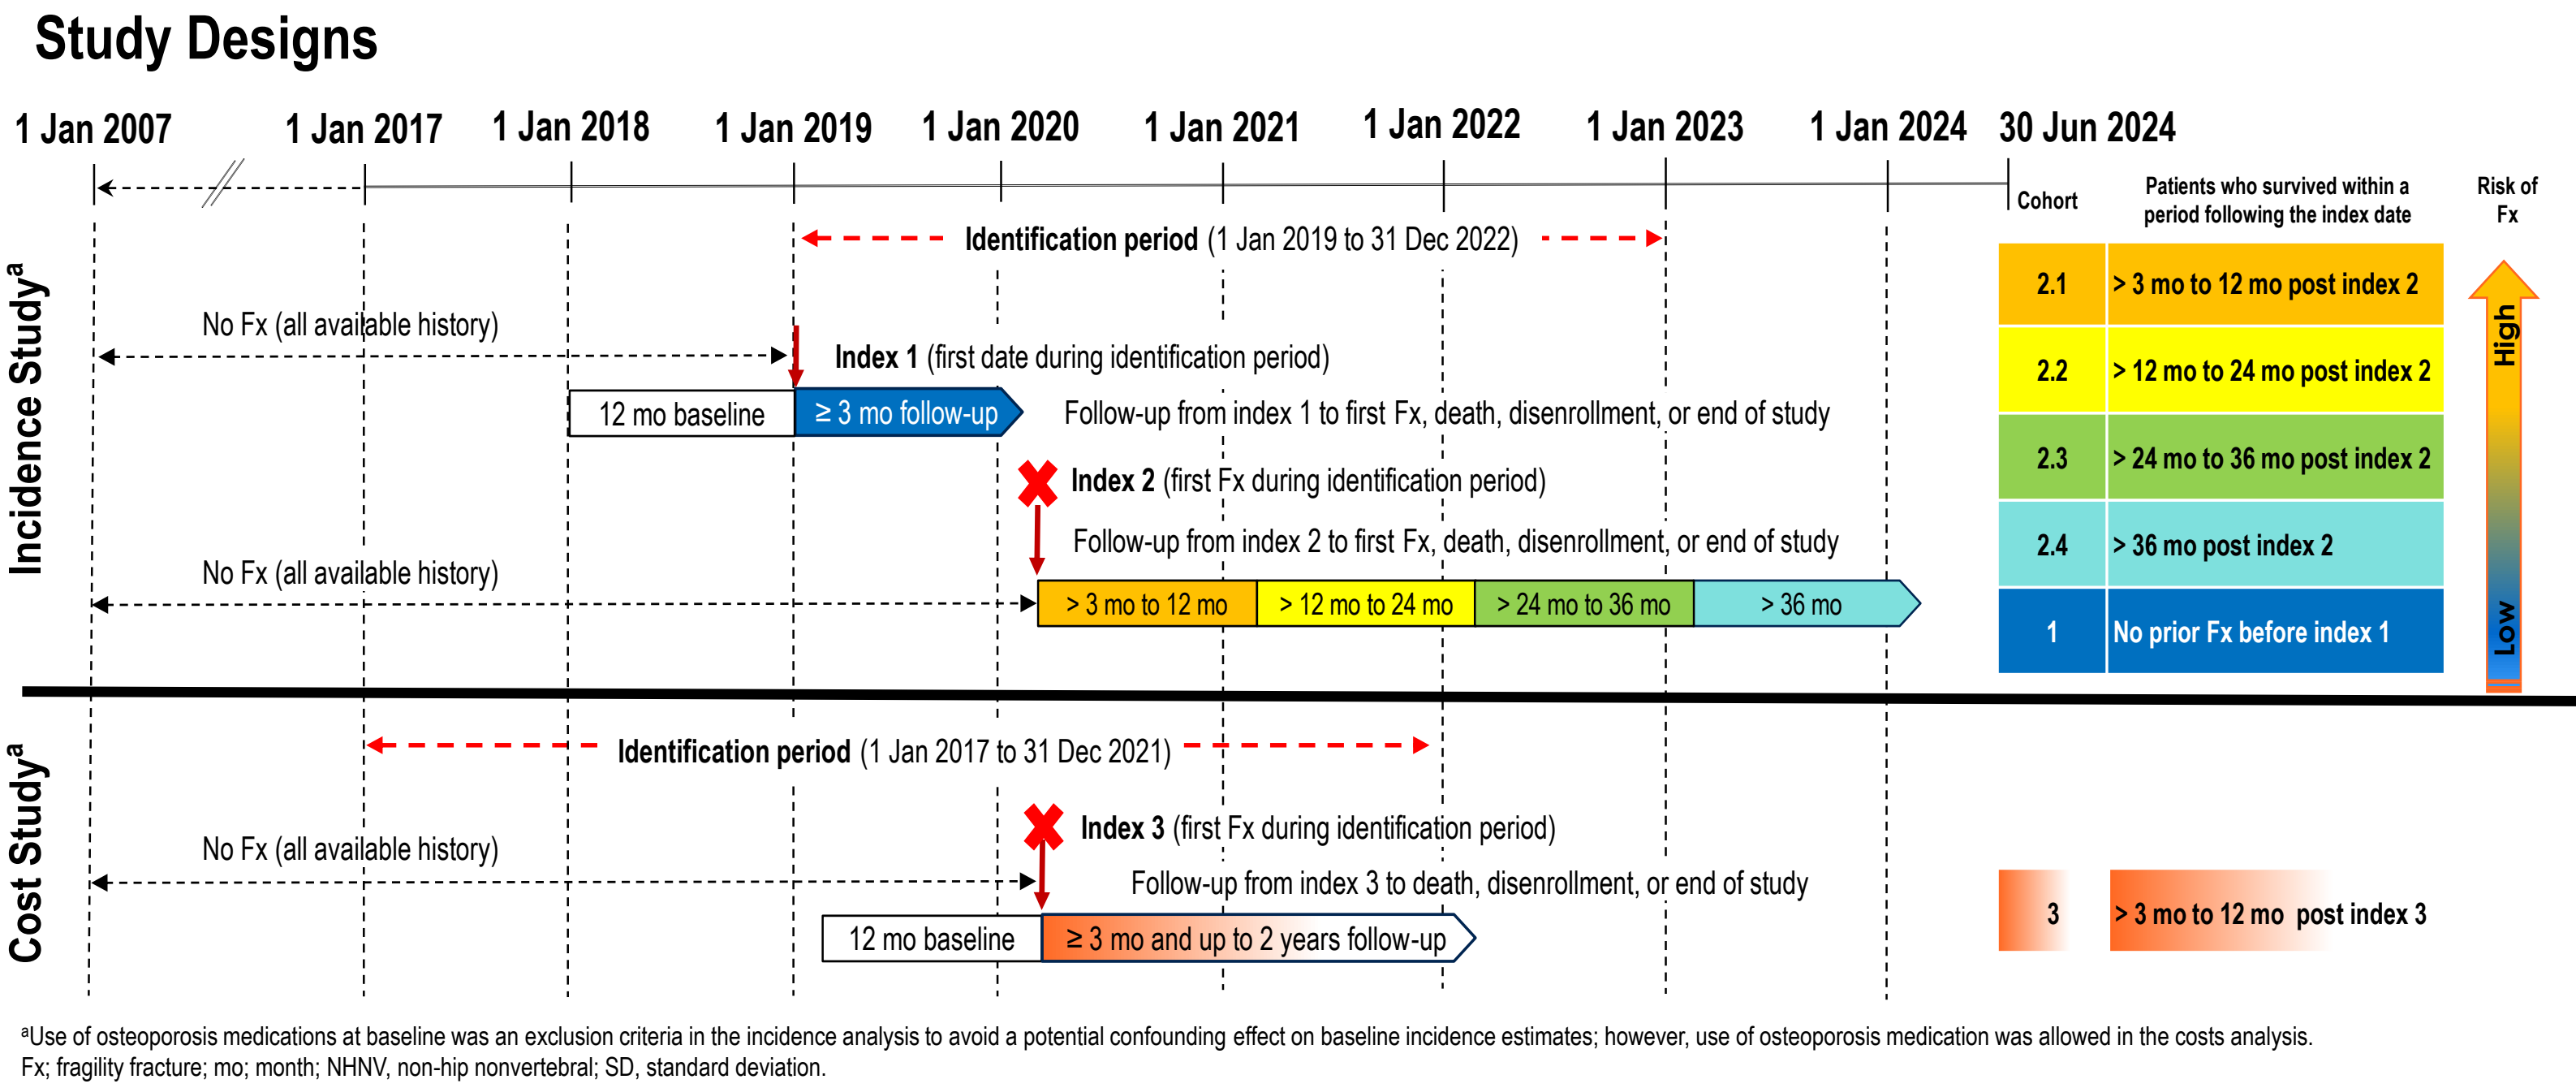 Study Designs
1 Jan 2007
1 Jan 2017
1 Jan 2018
1 Jan 2019
1 Jan 2020
1 Jan 2021
1 Jan 2022
1 Jan 2023
1 Jan 2024
30 Jun 2024
Cohort
Patients who survived within a
period following the index date
Risk of
Fx
Incidence Studyᵃ
Identification period (1 Jan 2019 to 31 Dec 2022)
No Fx (all available history)
Index 1 (first date during identification period)
12 mo baseline
≥ 3 mo follow-up
Follow-up from index 1 to first Fx, death, disenrollment, or end of study
Index 2 (first Fx during identification period)
Follow-up from index 2 to first Fx, death, disenrollment, or end of study
No Fx (all available history)
> 3 mo to 12 mo
> 12 mo to 24 mo
> 24 mo to 36 mo
> 36 mo
2.1 > 3 mo to 12 mo post index 2
2.2 > 12 mo to 24 mo post index 2
2.3 > 24 mo to 36 mo post index 2
2.4 > 36 mo post index 2
1 No prior Fx before index 1
High
Low
Cost Studyᵃ
Identification period (1 Jan 2017 to 31 Dec 2021)
No Fx (all available history)
Index 3 (first Fx during identification period)
Follow-up from index 3 to death, disenrollment, or end of study
12 mo baseline
≥ 3 mo and up to 2 years follow-up
3 > 3 mo to 12 mo post index 3
ᵃUse of osteoporosis medications at baseline was an exclusion criteria in the incidence analysis to avoid a potential confounding effect on baseline incidence estimates; however, use of osteoporosis medication was allowed in the costs analysis.
Fx; fragility fracture; mo; month; NHNV, non-hip nonvertebral; SD, standard deviation.